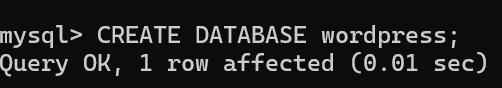 mysql> CREATE DATABASE wordpress;
Query OK, 1 row affected (0.01 sec)